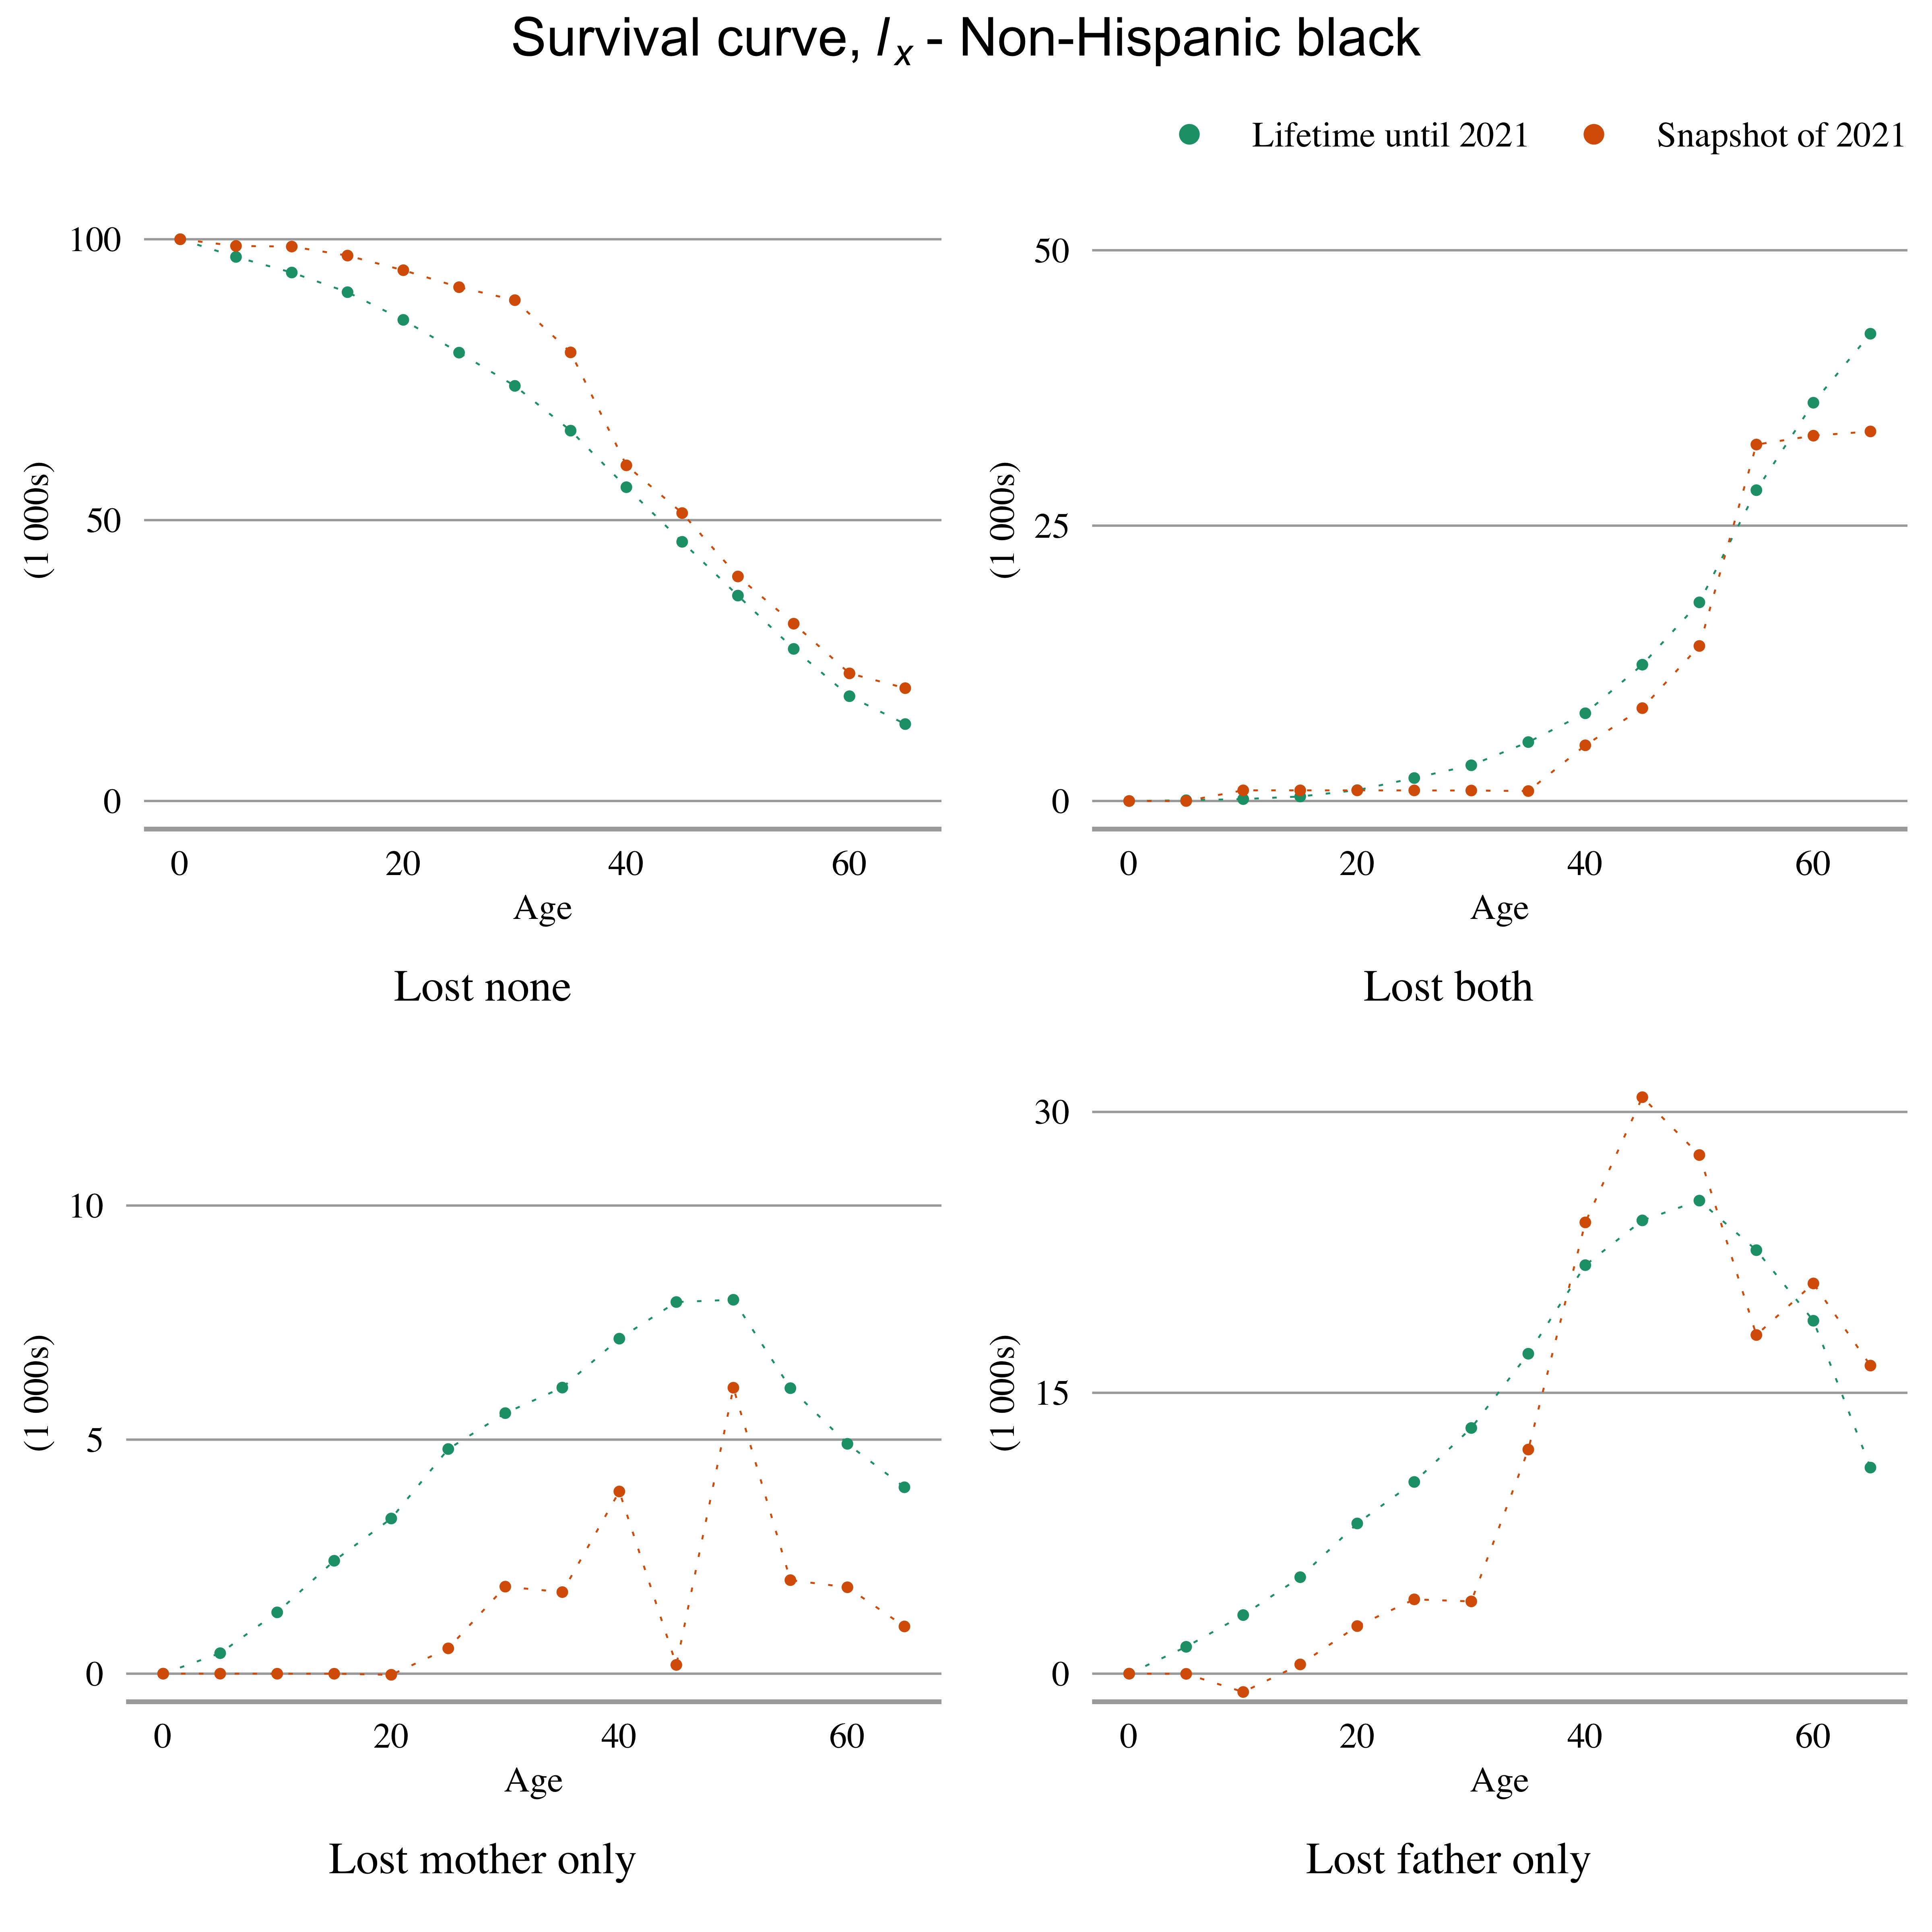 Survival curve, l x - Non-Hispanic black
Lifetime until 2021 Snapshot of 2021
100
50
0
(1 000s)
0 20 40 60
Age
Lost none
50
25
0
(1 000s)
0 20 40 60
Age
Lost both
10
5
0
(1 000s)
0 20 40 60
Age
Lost mother only
30
15
0
(1 000s)
0 20 40 60
Age
Lost father only